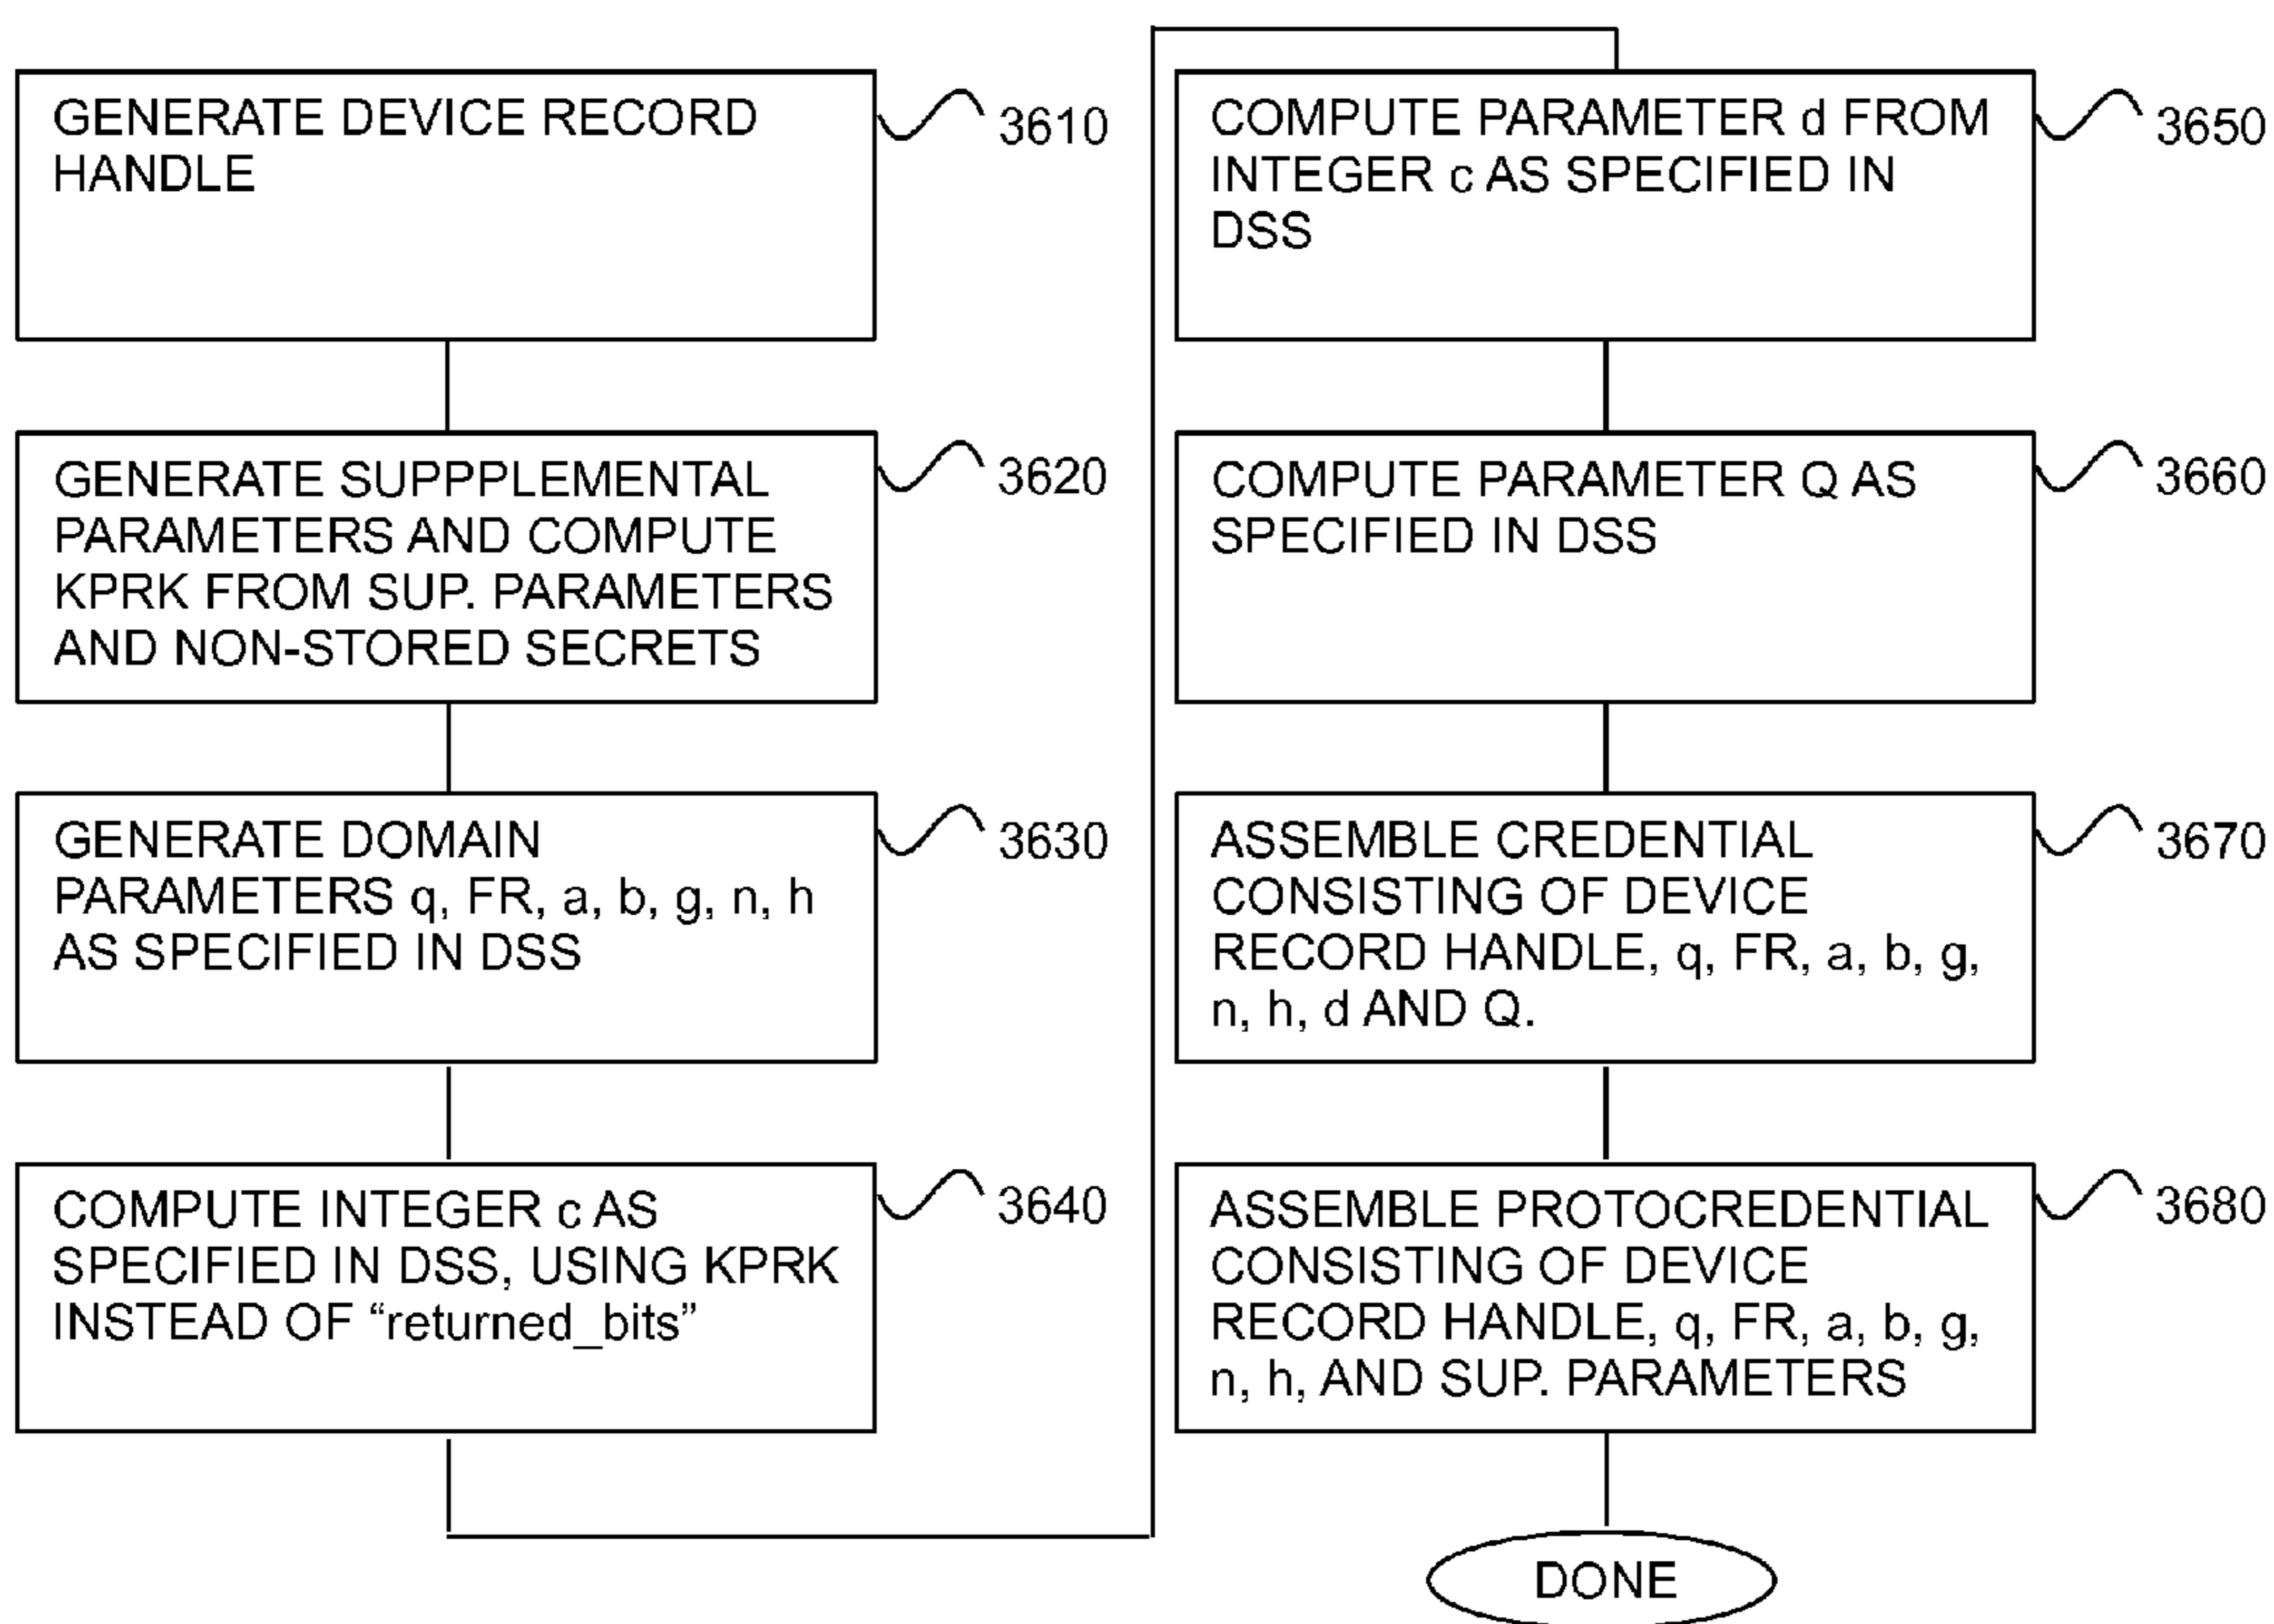 GENERATE DEVICE RECORD
HANDLE
3610
GENERATE SUPPPLEMENTAL
PARAMETERS AND COMPUTE
KPRK FROM SUP. PARAMETERS
AND NON-STORED SECRETS
3620
GENERATE DOMAIN
PARAMETERS q, FR, a, b, g, n, h
AS SPECIFIED IN DSS
3630
COMPUTE INTEGER c AS
SPECIFIED IN DSS, USING KPRK
INSTEAD OF “returned_bits”
3640
COMPUTE PARAMETER d FROM
INTEGER c AS SPECIFIED IN
DSS
3650
COMPUTE PARAMETER Q AS
SPECIFIED IN DSS
3660
ASSEMBLE CREDENTIAL
CONSISTING OF DEVICE
RECORD HANDLE, q, FR, a, b, g,
n, h, d AND Q.
3670
ASSEMBLE PROTOCREDENTIAL
CONSISTING OF DEVICE
RECORD HANDLE, q, FR, a, b, g,
n, h, AND SUP. PARAMETERS
3680
DONE